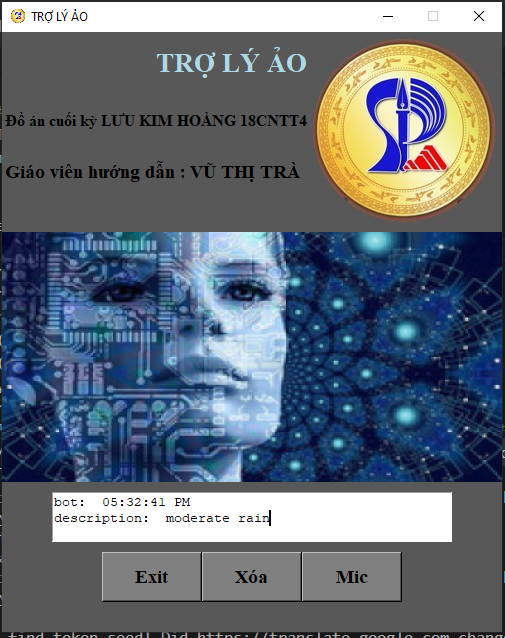 TRỢ LÝ ẢO
TRỢ LÝ ẢO
Đồ án cuối kỳ LƯU KIM HOÀNG 18CNTT4
Giáo viên hướng dẫn : VŨ THỊ TRÀ
bot:  05:32:41 PM
description:  moderate rain
Exit
Xóa
Mic
find token seed! Did https://translate.google.com chang